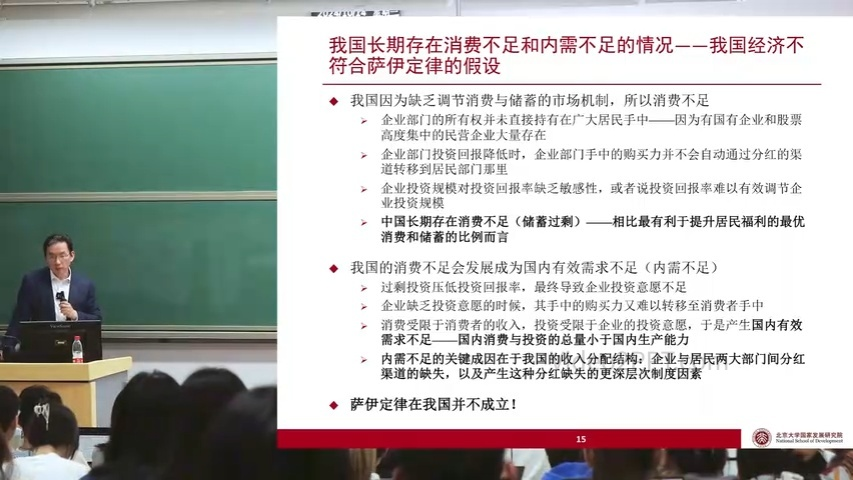 我国长期存在消费不足和内需不足的情况——我国经济不
符合萨伊定律的假设
我国因为缺乏调节消费与储蓄的市场机制，所以消费不足
企业部门的所有权并未直接持有在广大居民手中——因为有国有企业和股票
高度集中的民营企业大量存在
企业部门投资回报降低时，企业部门手中的购买力并不会自动通过分红的渠
道转移到居民部门那里
企业投资规模对投资回报率缺乏敏感性，或者说投资回报率难以有效调节企
业投资规模
中国长期存在消费不足（储蓄过剩）——相比最有利于提升居民福利的最优
消费和储蓄的比例而言
我国的消费不足会发展成为国内有效需求不足（内需不足）
过剩投资压低投资回报率，最终导致企业投资意愿不足
企业缺乏投资意愿的时候，其手中的购买力又难以转移至消费者手中
消费受限于消费者的收入，投资受限于企业的投资意愿，于是产生国内有效
需求不足——国内消费与投资的总量小于国内生产能力
内需不足的关键成因在于我国的收入分配结构，企业与居民两大部门间分红
渠道的缺失，以及产生这种分红缺失的更深层次制度因素
萨伊定律在我国并不成立！
15
北京大学国家发展研究院
National School of Development